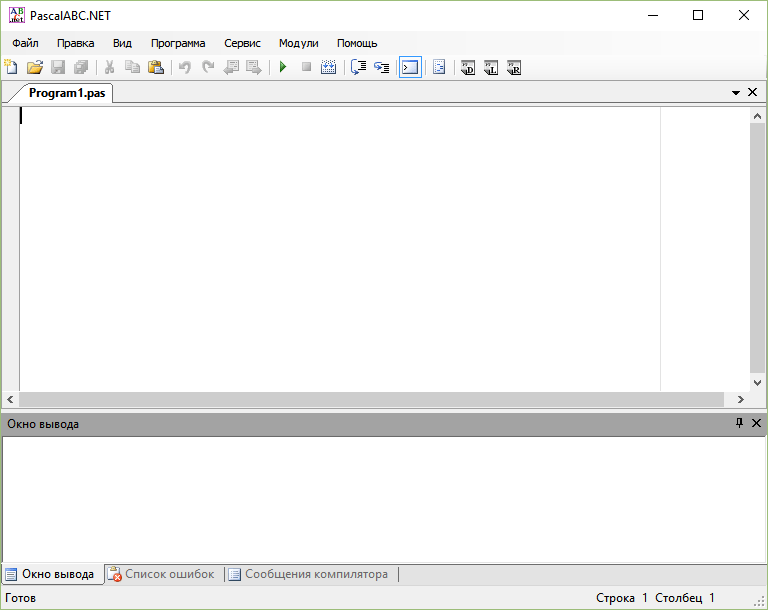 PascalABC.NET
Файл Правка Вид Программа Сервис Модули Помощь
Program1.pas
Окно вывода
Окно вывода Список ошибок Сообщения компилятора
Готов Строка 1 Столбец 1